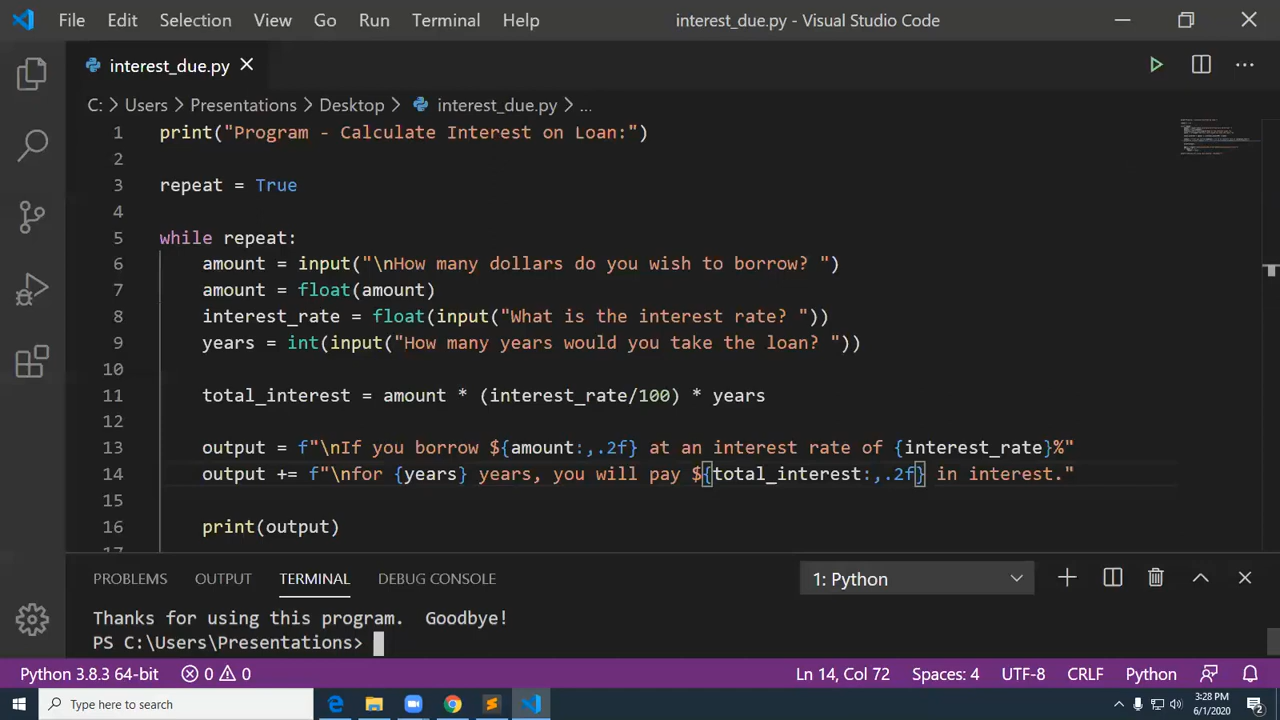 File Edit Selection View Go Run Terminal Help interest_due.py - Visual Studio Code
interest_due.py
C: > Users > Presentations > Desktop > interest_due.py > ...
1 print("Program - Calculate Interest on Loan:")
2
3 repeat = True
4
5 while repeat:
6 amount = input("\nHow many dollars do you wish to borrow? ")
7 amount = float(amount)
8 interest_rate = float(input("What is the interest rate? "))
9 years = int(input("How many years would you take the loan? "))
10
11 total_interest = amount * (interest_rate/100) * years
12
13 output = f"\nIf you borrow ${amount:,.2f} at an interest rate of {interest_rate}%"
14 output += f"\nfor {years} years, you will pay ${total_interest:,.2f} in interest."
15
16 print(output)
17
PROBLEMS OUTPUT TERMINAL DEBUG CONSOLE 1: Python
Thanks for using this program.  Goodbye!
PS C:\Users\Presentations>
Python 3.8.3 64-bit 0 0 Ln 14, Col 72 Spaces: 4 UTF-8 CRLF Python
Type here to search 3:28 PM
6/1/2020 2